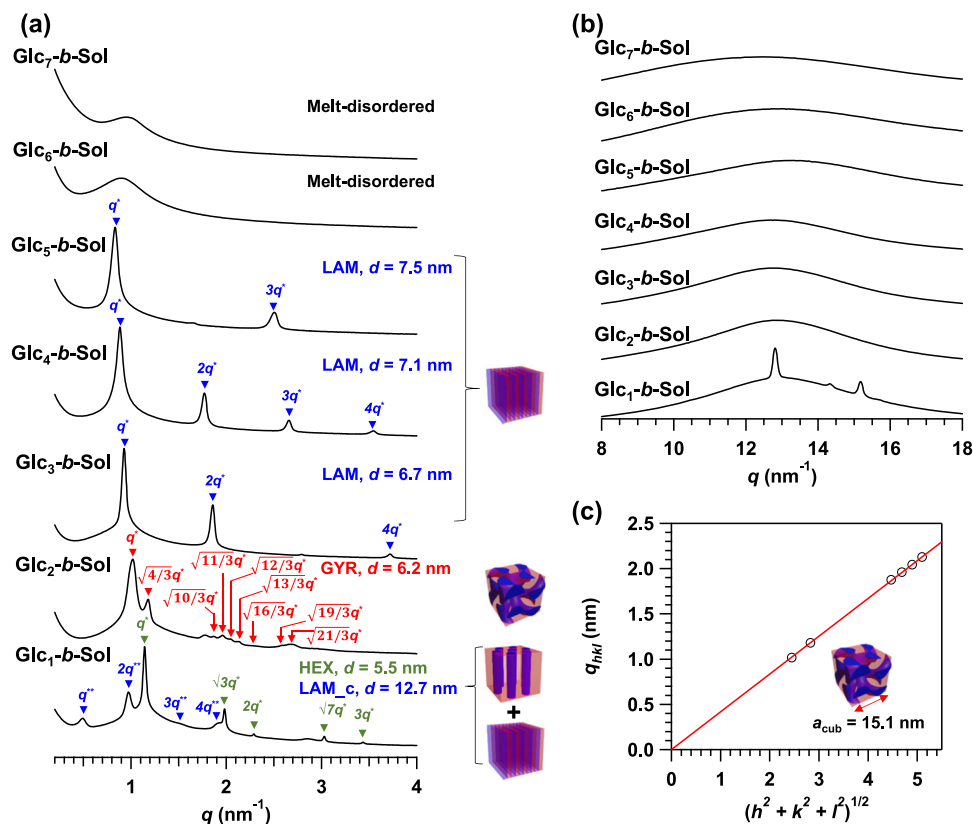 (a)
Glc₇-b-Sol
Melt-disordered
Glc₆-b-Sol
Melt-disordered
q*
Glc₅-b-Sol
LAM, d = 7.5 nm
3q*
q*
Glc₄-b-Sol
LAM, d = 7.1 nm
2q*
3q*
4q*
q*
Glc₃-b-Sol
LAM, d = 6.7 nm
2q*
4q*
q*
Glc₂-b-Sol
√4/3q*
√10/3q*
√11/3q*
√12/3q*
GYR, d = 6.2 nm
√13/3q*
√16/3q*
√19/3q*
√21/3q*
q*
Glc₁-b-Sol
HEX, d = 5.5 nm
LAM_c, d = 12.7 nm
q**
2q**
3q**
4q**
√3q*
2q*
√7q*
3q*
+
1 2 3 4
q (nm⁻¹)
(b)
Glc₇-b-Sol
Glc₆-b-Sol
Glc₅-b-Sol
Glc₄-b-Sol
Glc₃-b-Sol
Glc₂-b-Sol
Glc₁-b-Sol
8 10 12 14 16 18
q (nm⁻¹)
(c)
2.5
2.0
1.5
1.0
0.5
0.0
qhkl (nm)
a_cub = 15.1 nm
0 1 2 3 4 5
(h² + k² + l²)¹/²